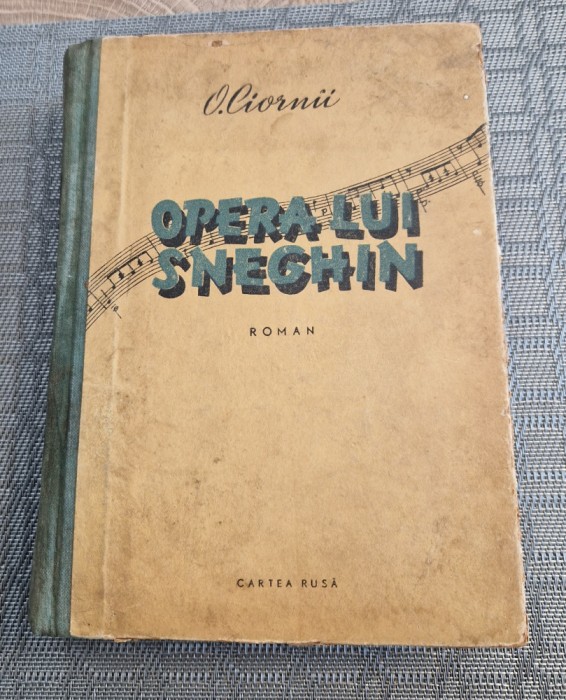 O. Ciornîi
OPERA LUI
SNEGHIN
ROMAN
CARTEA RUSĂ